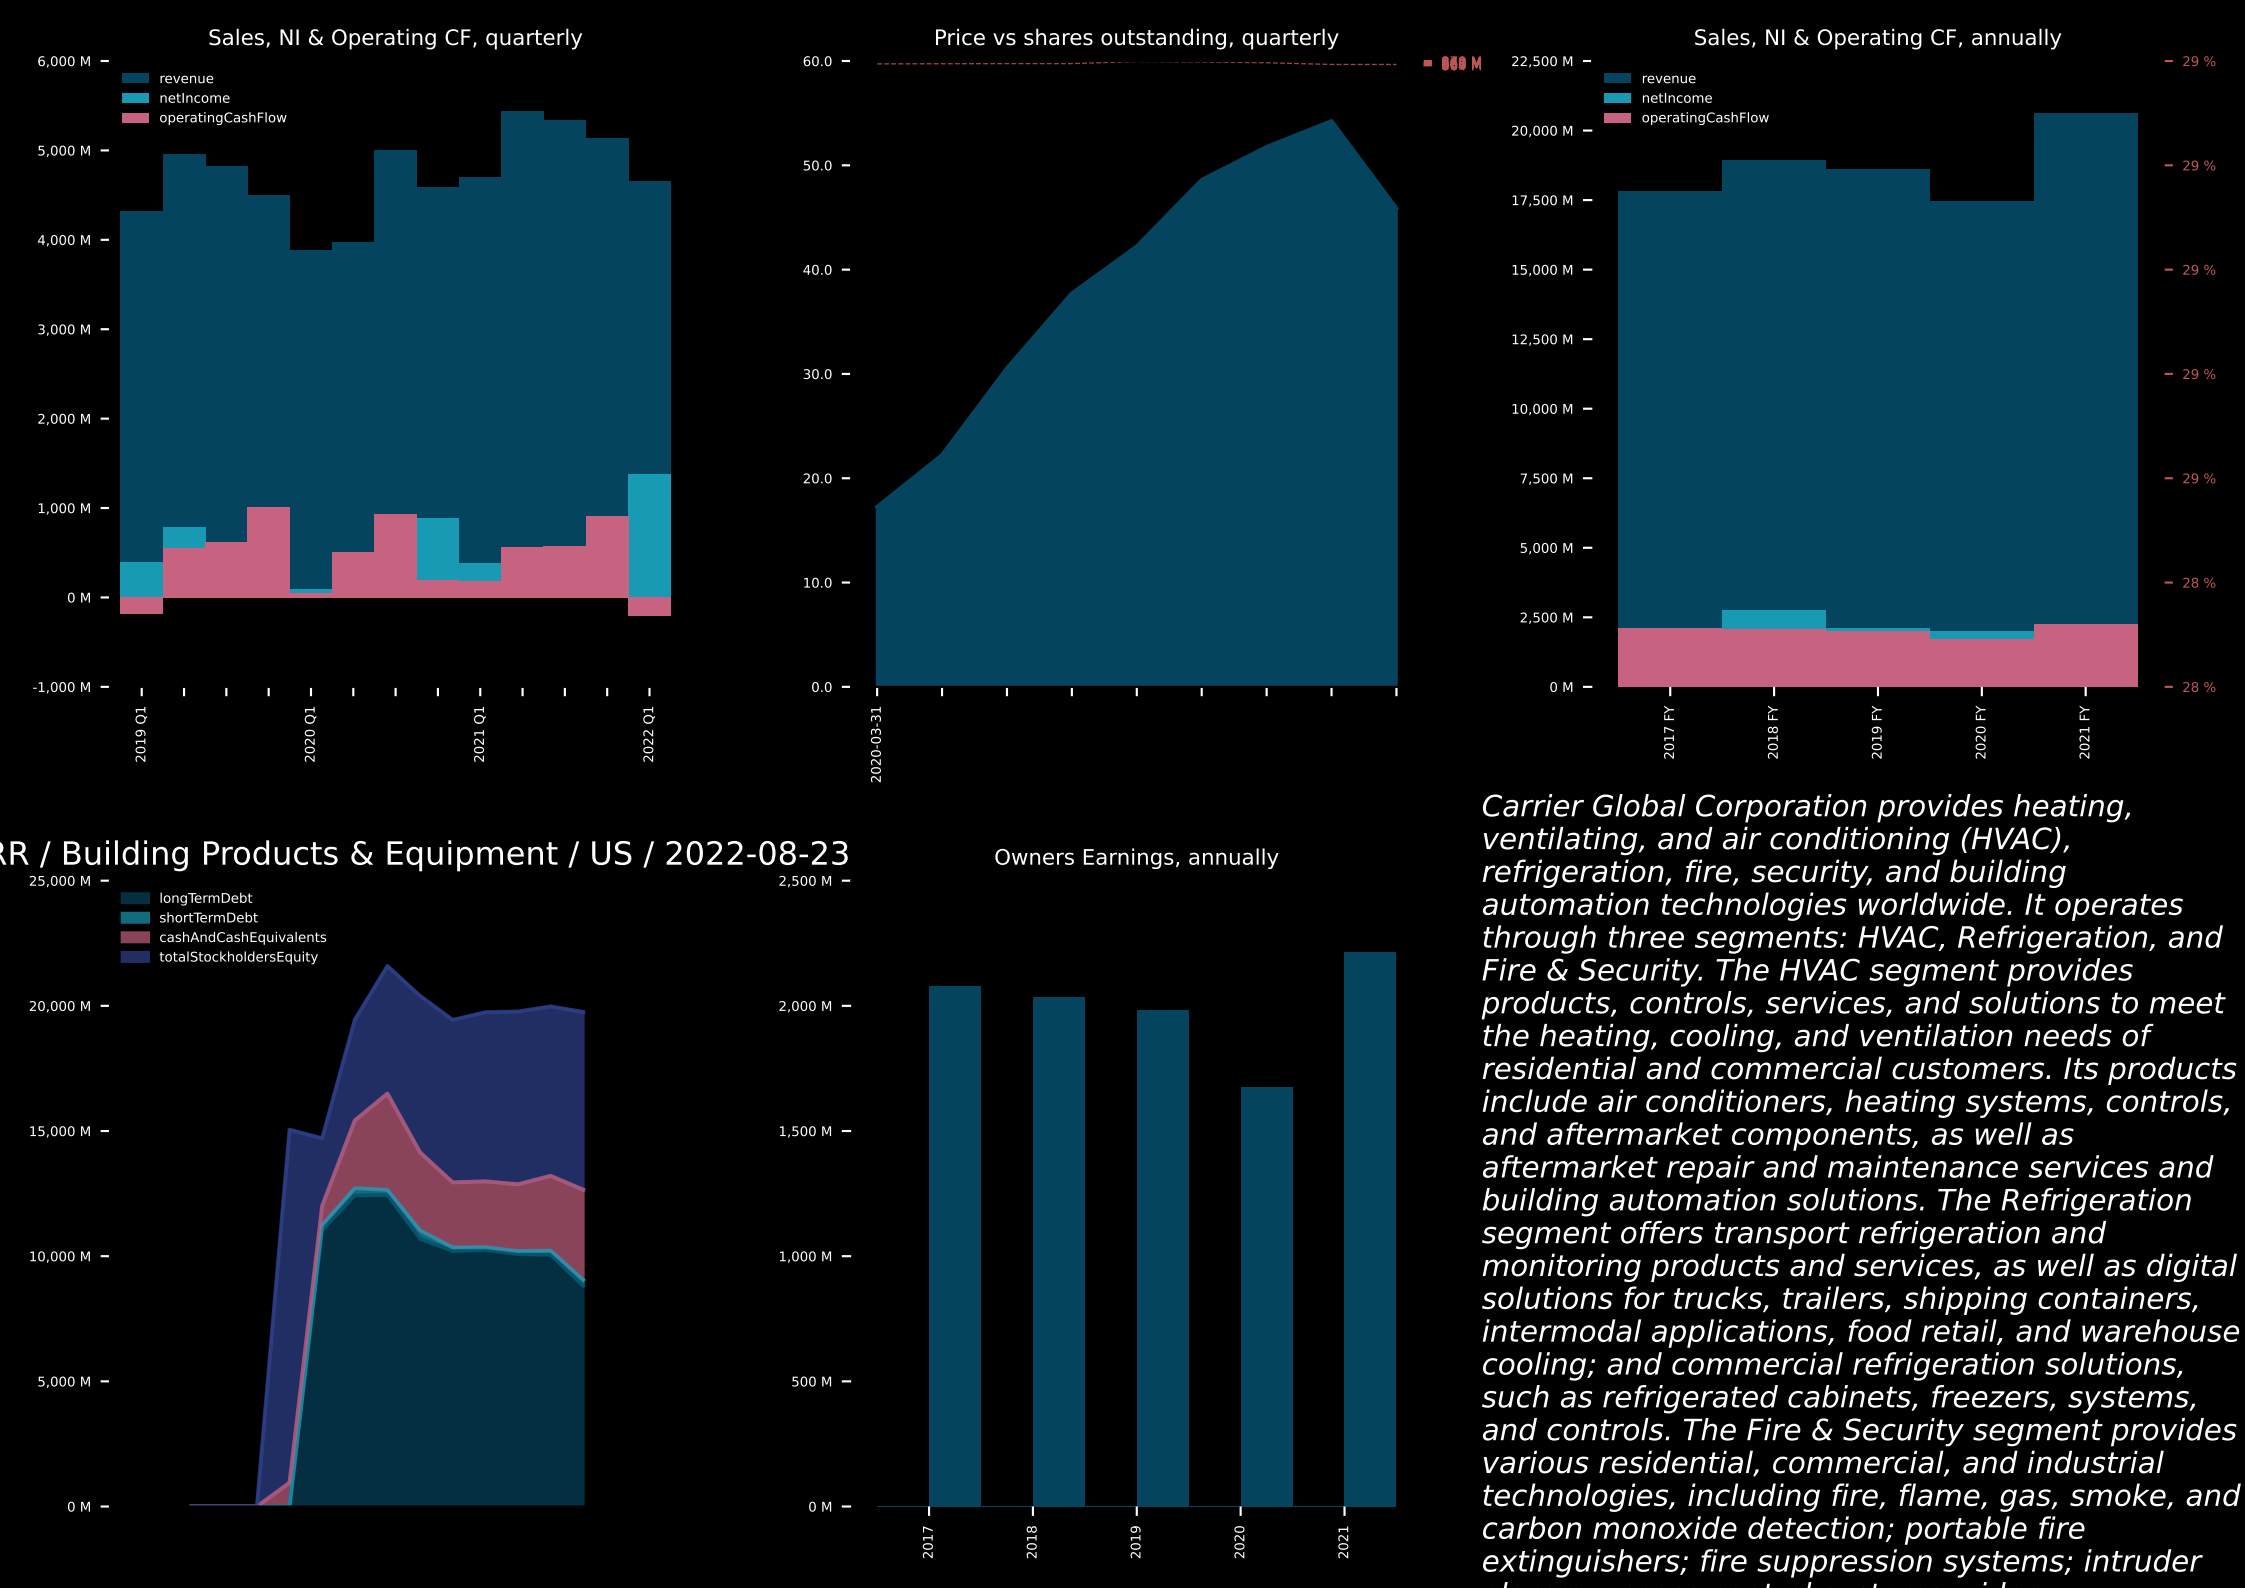 Sales, NI & Operating CF, quarterly
6,000 M
5,000 M
4,000 M
3,000 M
2,000 M
1,000 M
0 M
-1,000 M
revenue
netIncome
operatingCashFlow
2019 Q1
2020 Q1
2021 Q1
2022 Q1
Price vs shares outstanding, quarterly
60.0
50.0
40.0
30.0
20.0
10.0
0.0
2020-03-31
Sales, NI & Operating CF, annually
22,500 M
20,000 M
17,500 M
15,000 M
12,500 M
10,000 M
7,500 M
5,000 M
2,500 M
0 M
revenue
netIncome
operatingCashFlow
29 %
29 %
29 %
29 %
29 %
28 %
28 %
2017 FY
2018 FY
2019 FY
2020 FY
2021 FY
RR / Building Products & Equipment / US / 2022-08-23
25,000 M
20,000 M
15,000 M
10,000 M
5,000 M
0 M
longTermDebt
shortTermDebt
cashAndCashEquivalents
totalStockholdersEquity
Owners Earnings, annually
2,500 M
2,000 M
1,500 M
1,000 M
500 M
0 M
2017
2018
2019
2020
2021
Carrier Global Corporation provides heating,
ventilating, and air conditioning (HVAC),
refrigeration, fire, security, and building
automation technologies worldwide. It operates
through three segments: HVAC, Refrigeration, and
Fire & Security. The HVAC segment provides
products, controls, services, and solutions to meet
the heating, cooling, and ventilation needs of
residential and commercial customers. Its products
include air conditioners, heating systems, controls,
and aftermarket components, as well as
aftermarket repair and maintenance services and
building automation solutions. The Refrigeration
segment offers transport refrigeration and
monitoring products and services, as well as digital
solutions for trucks, trailers, shipping containers,
intermodal applications, food retail, and warehouse
cooling; and commercial refrigeration solutions,
such as refrigerated cabinets, freezers, systems,
and controls. The Fire & Security segment provides
various residential, commercial, and industrial
technologies, including fire, flame, gas, smoke, and
carbon monoxide detection; portable fire
extinguishers; fire suppression systems; intruder